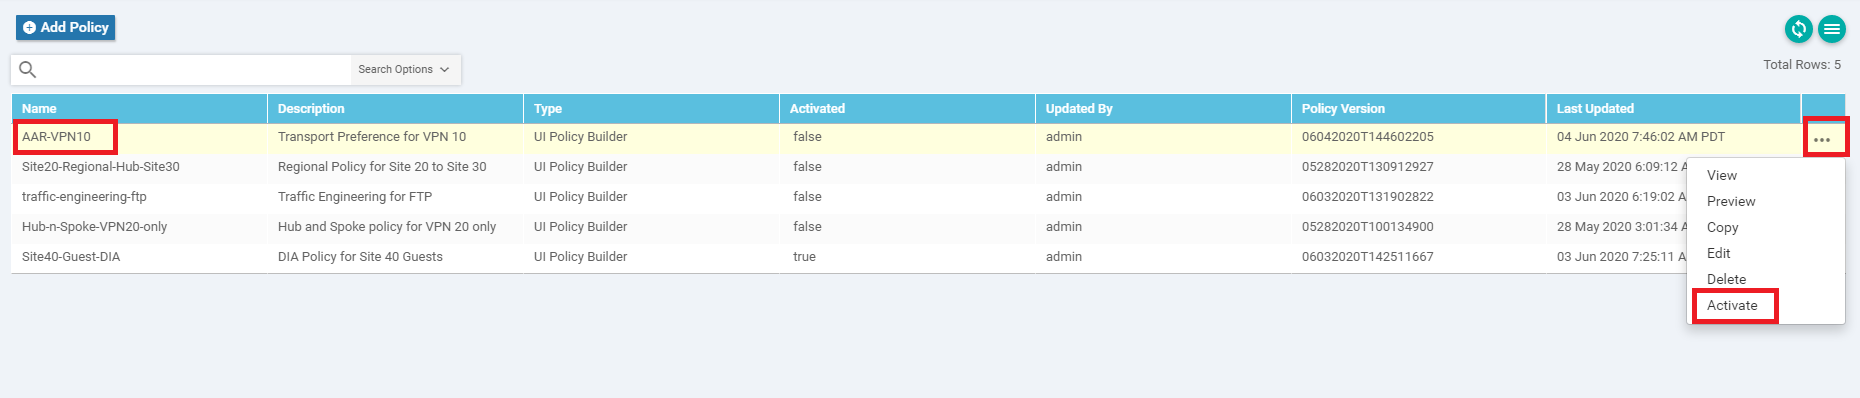 Add Policy
Search Options
Total Rows: 5
Name Description Type Activated Updated By Policy Version Last Updated
AAR-VPN10 Transport Preference for VPN 10 UI Policy Builder false admin 06042020T144602205 04 Jun 2020 7:46:02 AM PDT
Site20-Regional-Hub-Site30 Regional Policy for Site 20 to Site 30 UI Policy Builder false admin 05282020T130912927 28 May 2020 6:09:12 A
traffic-engineering-ftp Traffic Engineering for FTP UI Policy Builder false admin 06032020T131902822 03 Jun 2020 6:19:02 A
Hub-n-Spoke-VPN20-only Hub and Spoke policy for VPN 20 only UI Policy Builder false admin 05282020T100134900 28 May 2020 3:01:34 A
Site40-Guest-DIA DIA Policy for Site 40 Guests UI Policy Builder true admin 06032020T142511667 03 Jun 2020 7:25:11 A
View
Preview
Copy
Edit
Delete
Activate